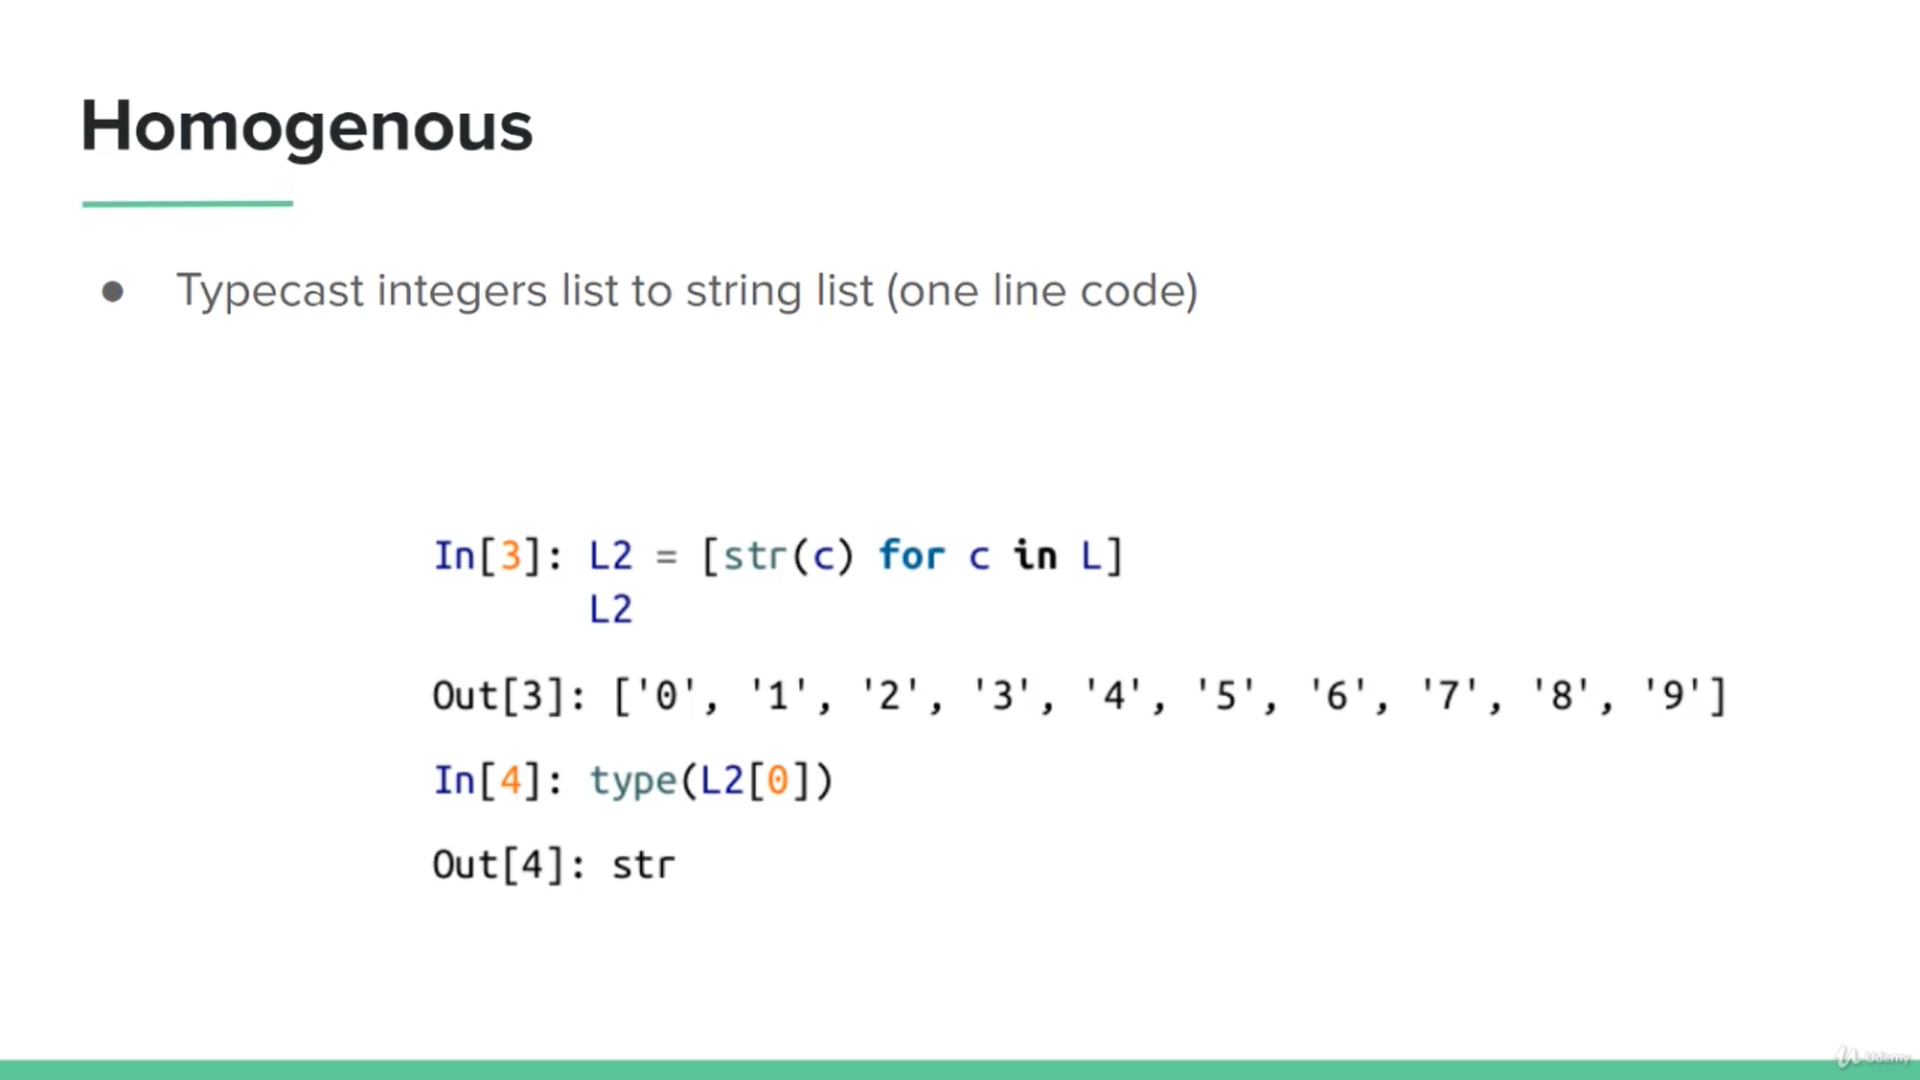 Homogenous
● Typecast integers list to string list (one line code)
In[3]: L2 = [str(c) for c in L]
L2
Out[3]: ['0', '1', '2', '3', '4', '5', '6', '7', '8', '9']
In[4]: type(L2[0])
Out[4]: str
Udemy